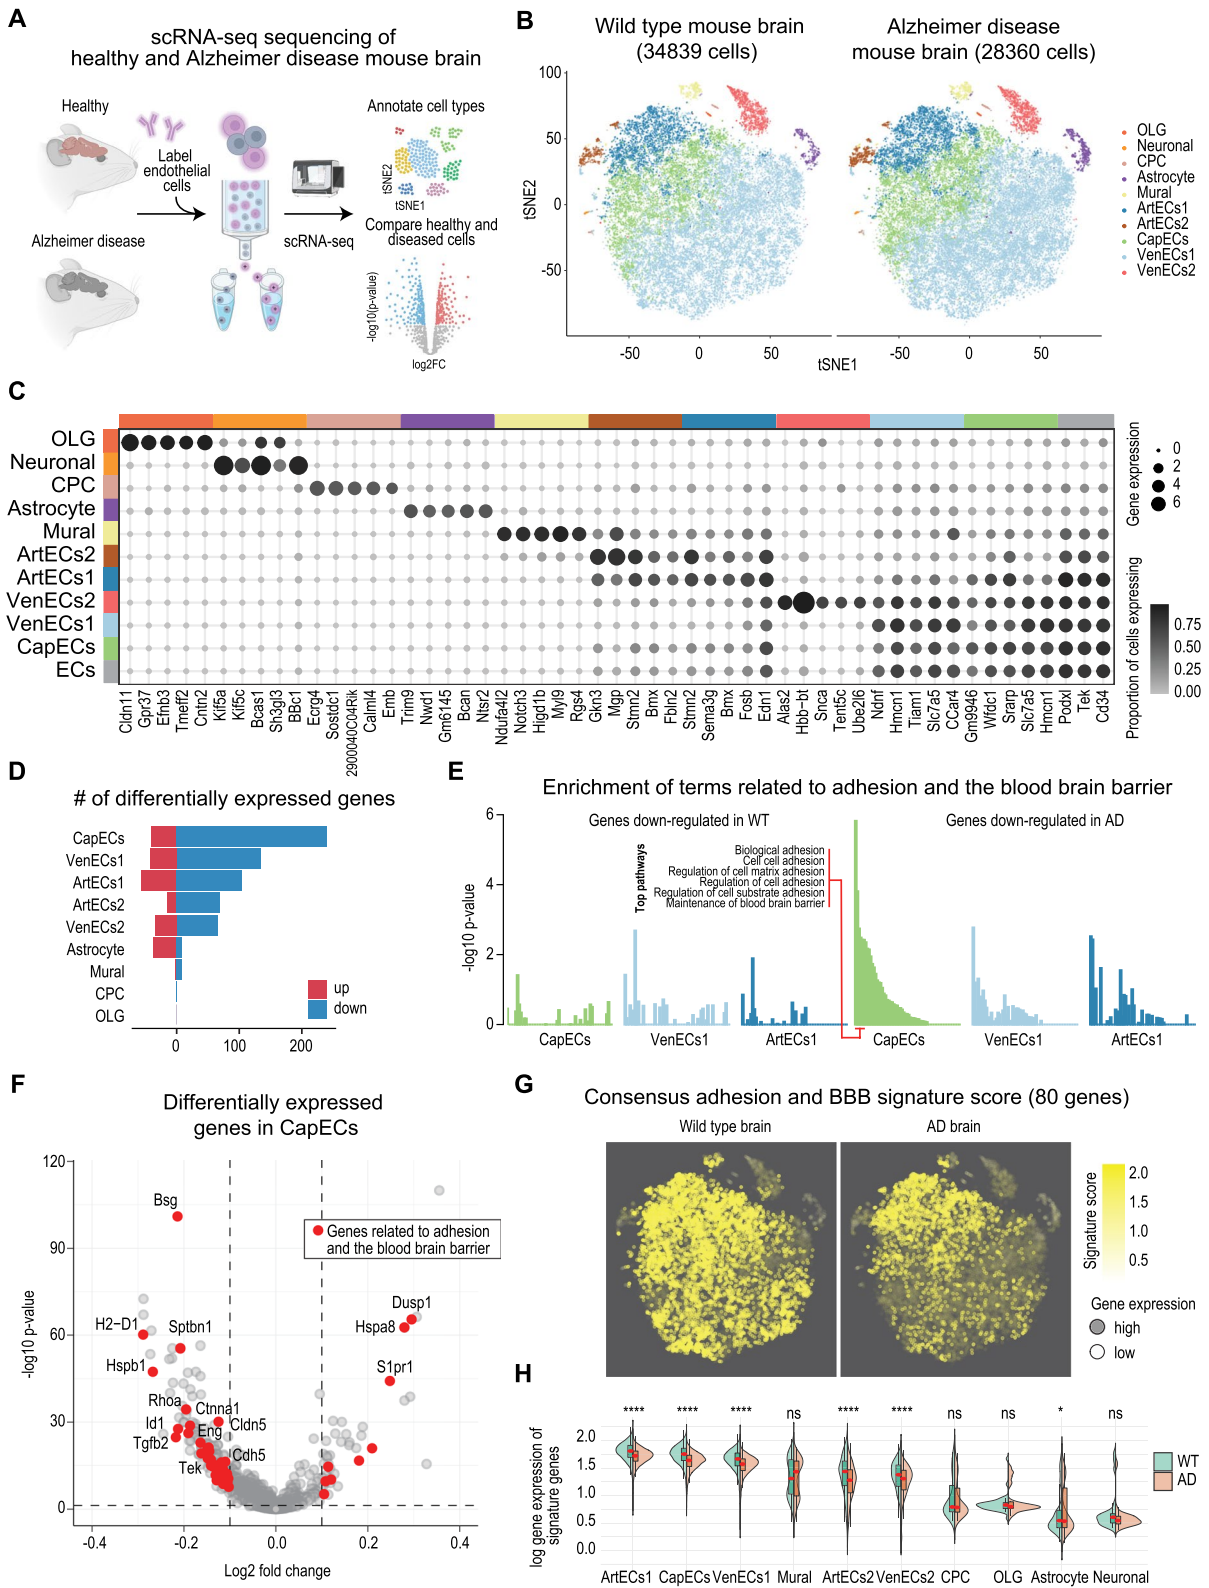 A
scRNA-seq sequencing of
healthy and Alzheimer disease mouse brain
Healthy
Label
endothelial
cells
Alzheimer disease
scRNA-seq
Annotate cell types
tSNE2
tSNE1
Compare healthy and
diseased cells
-log10(p-value)
log2FC
B
Wild type mouse brain
(34839 cells)
Alzheimer disease
mouse brain (28360 cells)
100
50
0
-50
tSNE2
-50
0
50
-50
0
50
tSNE1
OLG
Neuronal
CPC
Astrocyte
Mural
ArtECs1
ArtECs2
CapECs
VenECs1
VenECs2
C
OLG
Neuronal
CPC
Astrocyte
Mural
ArtECs2
ArtECs1
VenECs2
VenECs1
CapECs
ECs
Cldn11
Gpr37
Enpb3
Tmeff2
Cntn2
Kif5a
Kif5c
Bcas1
Sh3gl3
BBc1
Ecrg4
Sostdc1
2900040C04Rik
Calml4
Emb
Trim9
Nwd1
Gm6145
Bcan
Ntsr2
Ndufa4l2
Notch3
Higd1b
Myl9
Rgs4
Gkn3
Mgp
Stmn2
Bmx
Fbln2
Stmn2
Sema3g
Bmx
Fosb
Edn1
Alas2
Hbb-bt
Snca
Tent5c
Ube2l6
Ndnf
Hmcn1
Tiam1
Slc7a5
CCar4
Gm9946
Wfdc1
Srarp
Slc7a5
Hmcn1
Podxl
Tek
Cd34
Gene expression
0
2
4
6
Proportion of cells expressing
0.75
0.50
0.00
D
# of differentially expressed genes
CapECs
VenECs1
ArtECs1
ArtECs2
VenECs2
Astrocyte
Mural
CPC
OLG
up
down
0
100
200
E
Enrichment of terms related to adhesion and the blood brain barrier
Genes down-regulated in WT
Genes down-regulated in AD
Top pathways
Biological adhesion
Cell cell adhesion
Regulation of cell matrix adhesion
Regulation of cell adhesion
Regulation of cell substrate adhesion
Maintenance of blood brain barrier
-log10 p-value
6
4
2
0
CapECs
VenECs1
ArtECs1
CapECs
VenECs1
ArtECs1
F
Differentially expressed
genes in CapECs
120
90
60
30
0
-log10 p-value
Genes related to adhesion
and the blood brain barrier
Bsg
H2-D1
Sptbn1
Hspb1
Rhoa
Ctnna1
Id1
Eng
Cldn5
Tgfb2
Cdh5
Tek
Dusp1
Hspa8
S1pr1
-0.4
-0.2
0.0
0.2
0.4
Log2 fold change
G
Consensus adhesion and BBB signature score (80 genes)
Wild type brain
AD brain
Signature score
2.0
1.5
1.0
0.5
Gene expression
high
low
H
log gene expression of
signature genes
2.0
1.5
1.0
0.5
0.0
****
****
****
ns
****
****
ns
ns
*
ns
WT
AD
ArtECs1
CapECs
VenECs1
Mural
ArtECs2
VenECs2
CPC
OLG
Astrocyte
Neuronal